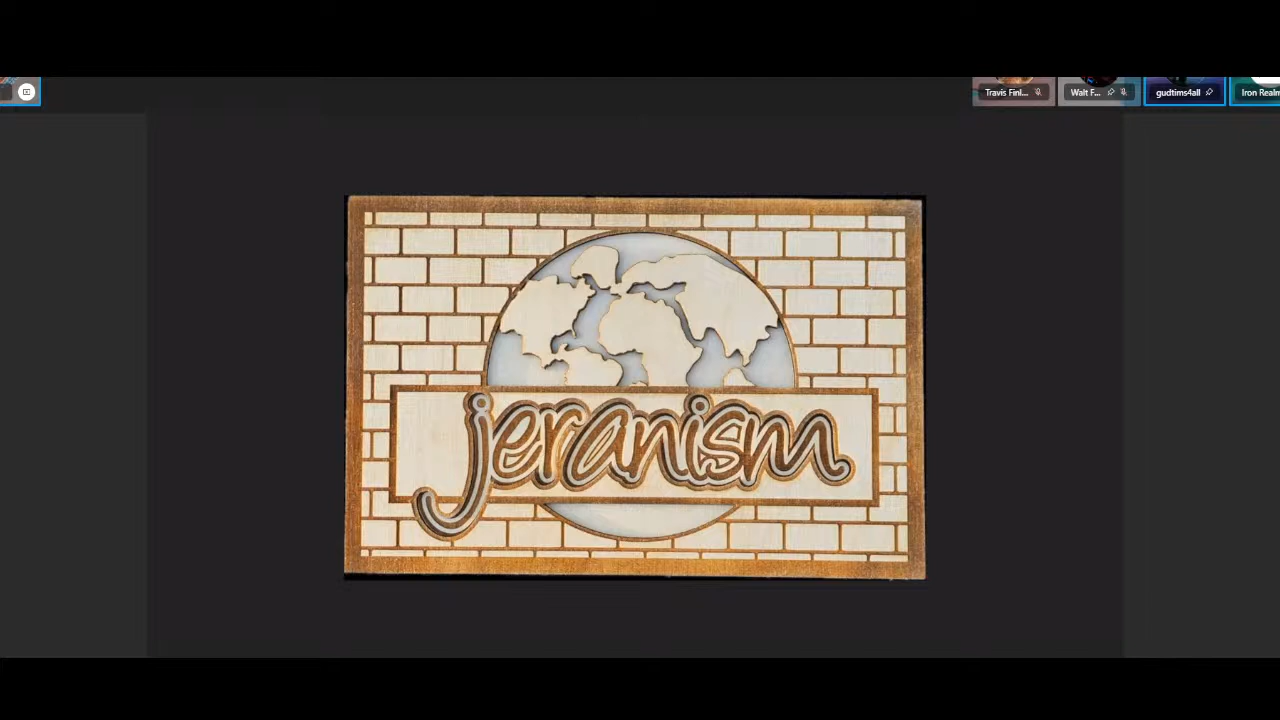 Travis Finl...
Walt F...
gudtims4all
Iron Realm
jeranism